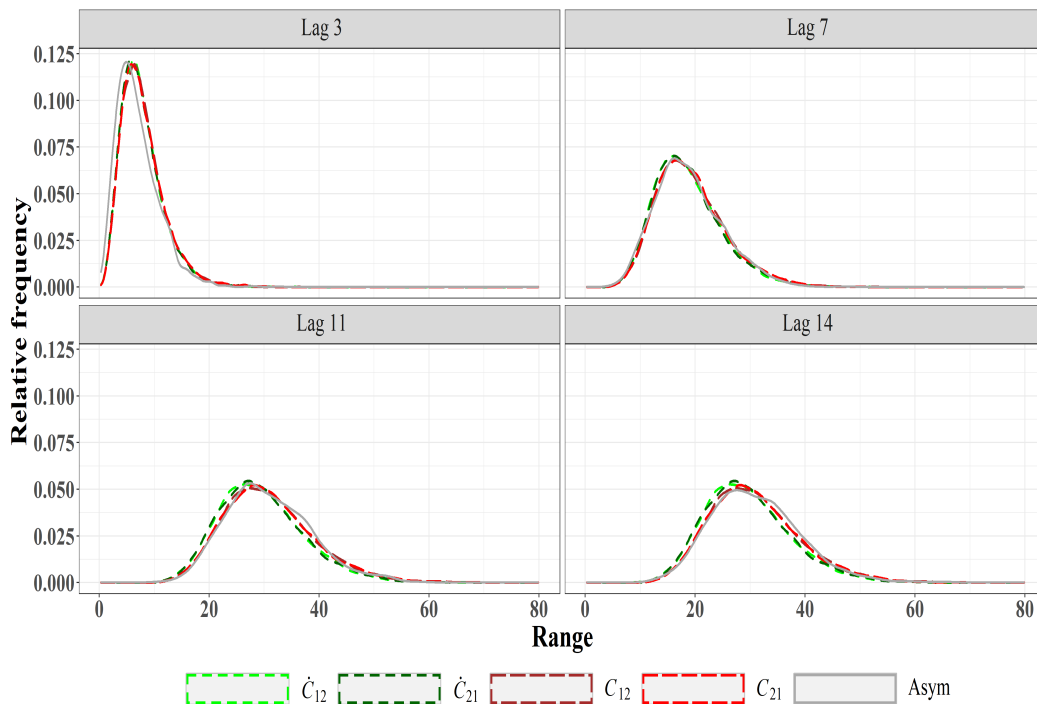 Lag 3
Lag 7
0.125
0.100
0.075
0.050
0.025
0.000
Lag 11
Lag 14
0.125
0.100
0.075
0.050
0.025
0.000
Relative frequency
0 20 40 60 80
0 20 40 60 80
Range
Ċ₁₂ Ċ₂₁ C₁₂ C₂₁ Asym